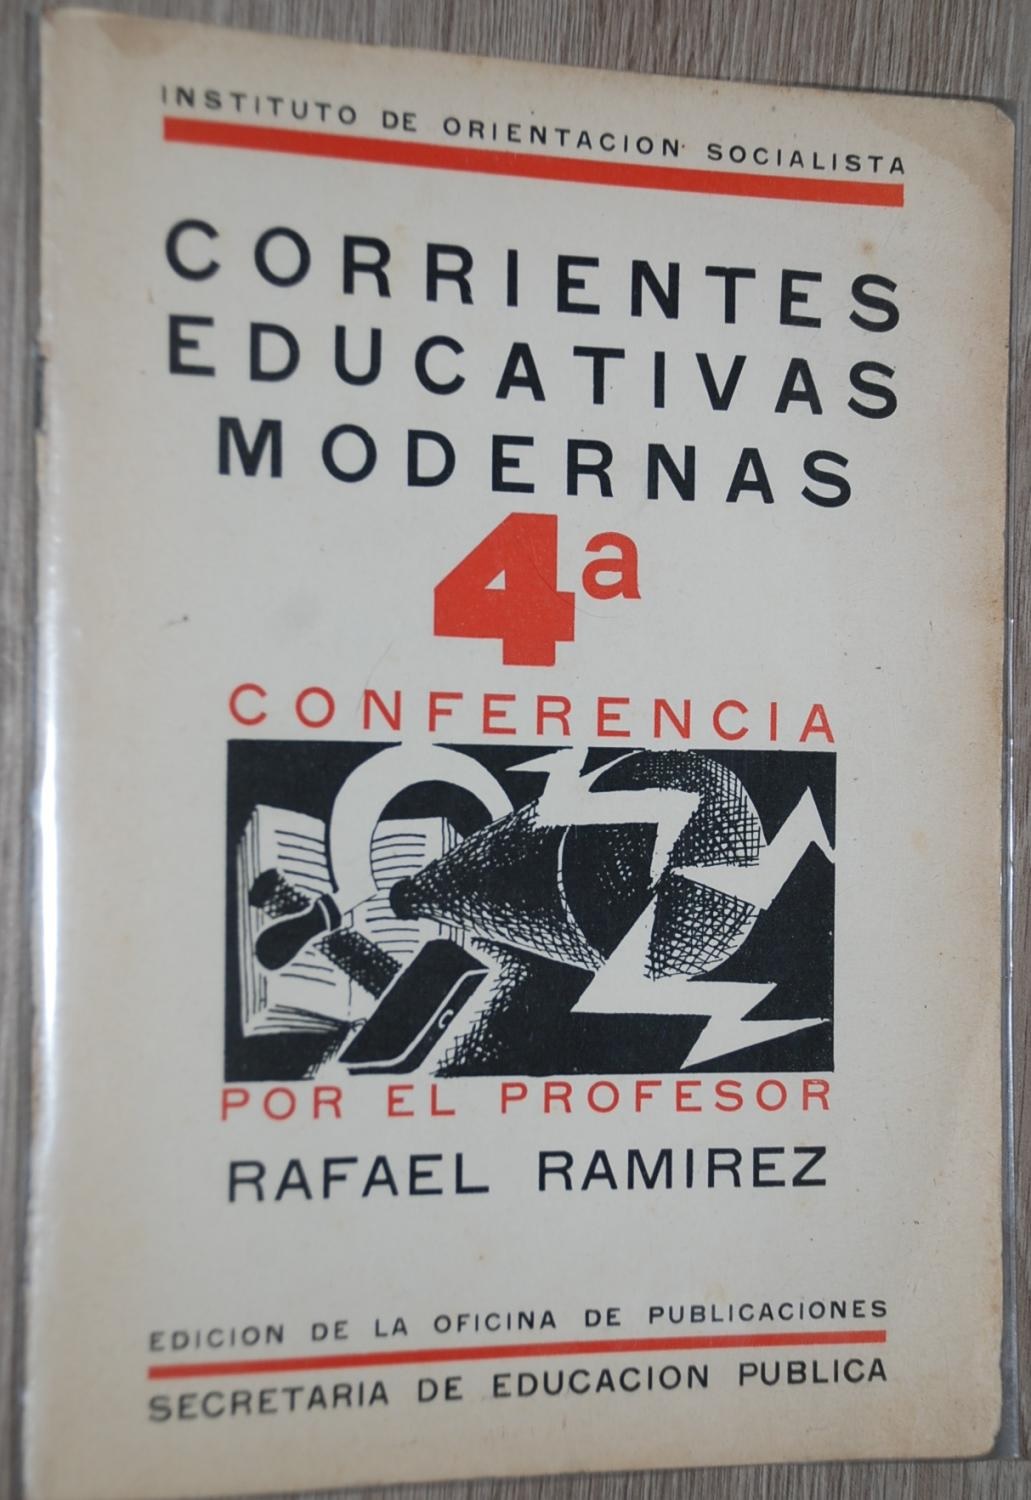 INSTITUTO DE ORIENTACION SOCIALISTA
CORRIENTES
EDUCATIVAS
MODERNAS
4a
CONFERENCIA
POR EL PROFESOR
RAFAEL RAMIREZ
EDICION DE LA OFICINA DE PUBLICACIONES
SECRETARIA DE EDUCACION PUBLICA